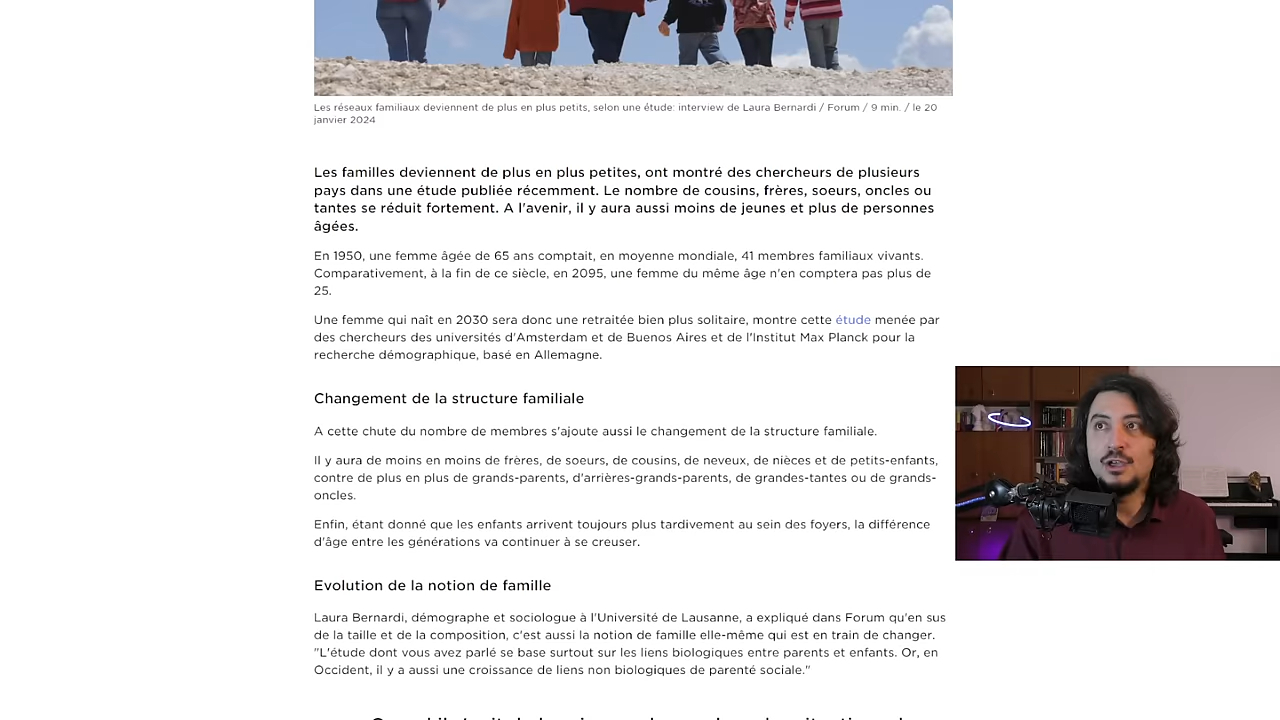 Les réseaux familiaux deviennent de plus en plus petits, selon une étude: interview de Laura Bernardi / Forum / 9 min. / le 20
janvier 2024
Les familles deviennent de plus en plus petites, ont montré des chercheurs de plusieurs
pays dans une étude publiée récemment. Le nombre de cousins, frères, soeurs, oncles ou
tantes se réduit fortement. A l'avenir, il y aura aussi moins de jeunes et plus de personnes
âgées.
En 1950, une femme âgée de 65 ans comptait, en moyenne mondiale, 41 membres familiaux vivants.
Comparativement, à la fin de ce siècle, en 2095, une femme du même âge n'en comptera pas plus de
25.
Une femme qui naît en 2030 sera donc une retraitée bien plus solitaire, montre cette étude menée par
des chercheurs des universités d'Amsterdam et de Buenos Aires et de l'Institut Max Planck pour la
recherche démographique, basé en Allemagne.
Changement de la structure familiale
A cette chute du nombre de membres s'ajoute aussi le changement de la structure familiale.
Il y aura de moins en moins de frères, de soeurs, de cousins, de neveux, de nièces et de petits-enfants,
contre de plus en plus de grands-parents, d'arrières-grands-parents, de grandes-tantes ou de grands-
oncles.
Enfin, étant donné que les enfants arrivent toujours plus tardivement au sein des foyers, la différence
d'âge entre les générations va continuer à se creuser.
Evolution de la notion de famille
Laura Bernardi, démographe et sociologue à l'Université de Lausanne, a expliqué dans Forum qu'en sus
de la taille et de la composition, c'est aussi la notion de famille elle-même qui est en train de changer.
"L'étude dont vous avez parlé se base surtout sur les liens biologiques entre parents et enfants. Or, en
Occident, il y a aussi une croissance de liens non biologiques de parenté sociale."